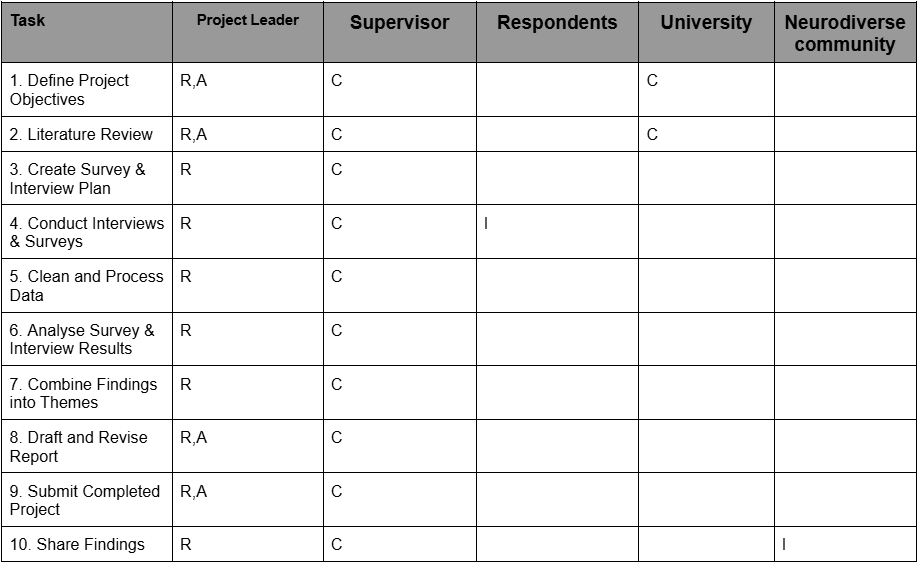 Task Project Leader Supervisor Respondents University Neurodiverse
community
1. Define Project R,A C C
Objectives
2. Literature Review R,A C C
3. Create Survey & R C
Interview Plan
4. Conduct Interviews R C I
& Surveys
5. Clean and Process R C
Data
6. Analyse Survey & R C
Interview Results
7. Combine Findings R C
into Themes
8. Draft and Revise R,A C
Report
9. Submit Completed R,A C
Project
10. Share Findings R C I